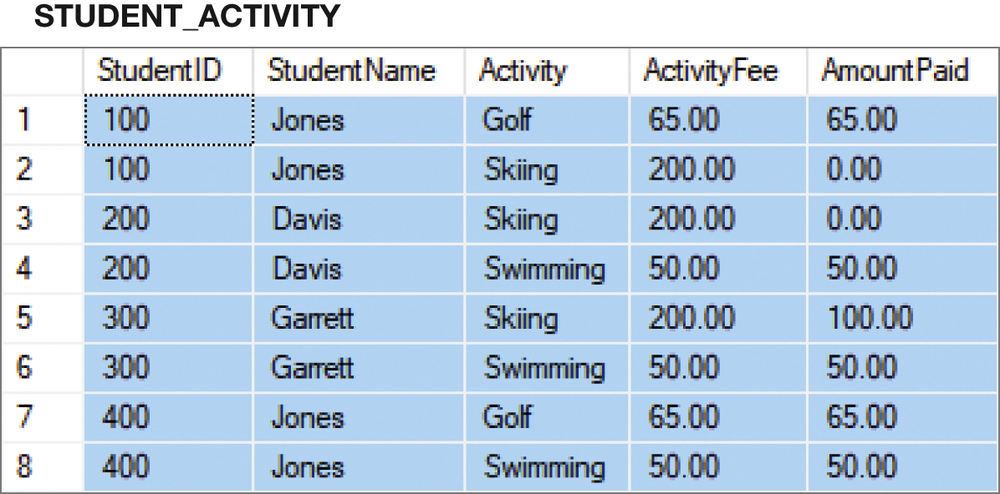 STUDENT_ACTIVITY
StudentID StudentName Activity ActivityFee AmountPaid
1 100 Jones Golf 65.00 65.00
2 100 Jones Skiing 200.00 0.00
3 200 Davis Skiing 200.00 0.00
4 200 Davis Swimming 50.00 50.00
5 300 Garrett Skiing 200.00 100.00
6 300 Garrett Swimming 50.00 50.00
7 400 Jones Golf 65.00 65.00
8 400 Jones Swimming 50.00 50.00